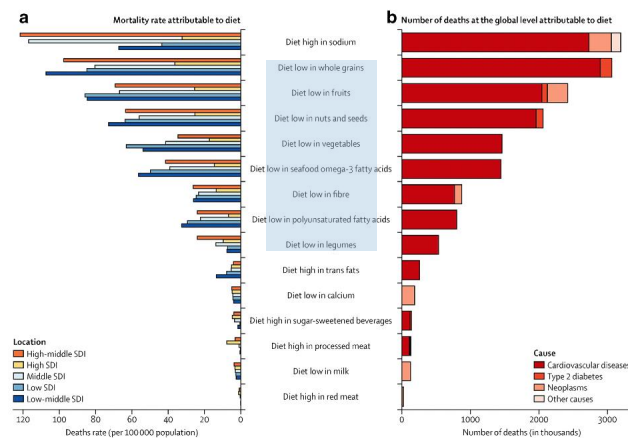 a
Mortality rate attributable to diet
b
Number of deaths at the global level attributable to diet
Diet high in sodium
Diet low in whole grains
Diet low in fruits
Diet low in nuts and seeds
Diet low in vegetables
Diet low in seafood omega-3 fatty acids
Diet low in fibre
Diet low in polyunsaturated fatty acids
Diet low in legumes
Diet high in trans fats
Diet low in calcium
Diet high in sugar-sweetened beverages
Diet high in processed meat
Diet low in milk
Diet high in red meat
Location
High-middle SDI
High SDI
Middle SDI
Low SDI
Low-middle SDI
Cause
Cardiovascular diseases
Type 2 diabetes
Neoplasms
Other causes
120 100 80 60 40 20 0
Deaths rate (per 100 000 population)
0 1000 2000 3000
Number of deaths (in thousands)